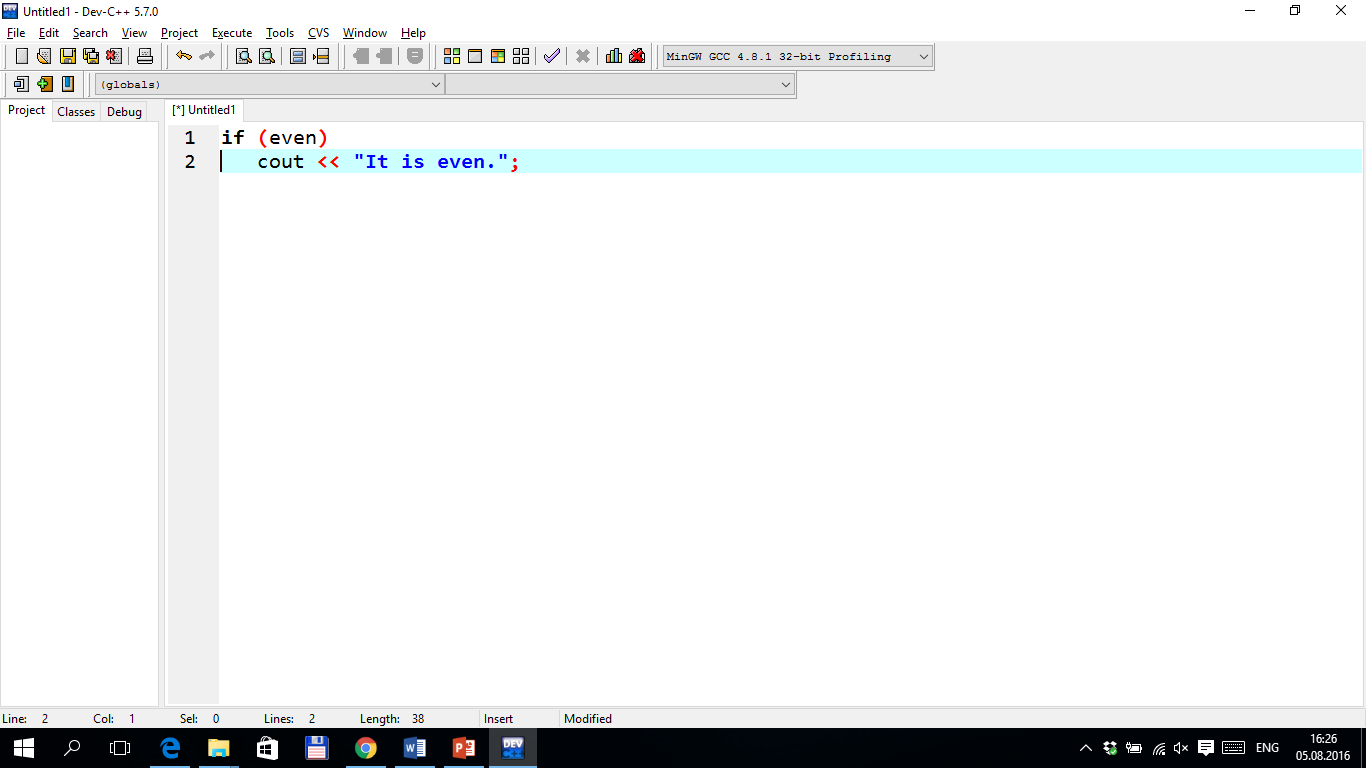 Untitled1 - Dev-C++ 5.7.0
File Edit Search View Project Execute Tools CVS Window Help
MinGW GCC 4.8.1 32-bit Profiling
(globals)
Project Classes Debug [*] Untitled1
1 if (even)
2    cout << "It is even.";
Line: 2 Col: 1 Sel: 0 Lines: 2 Length: 38 Insert Modified
DEV ENG 16:26
05.08.2016